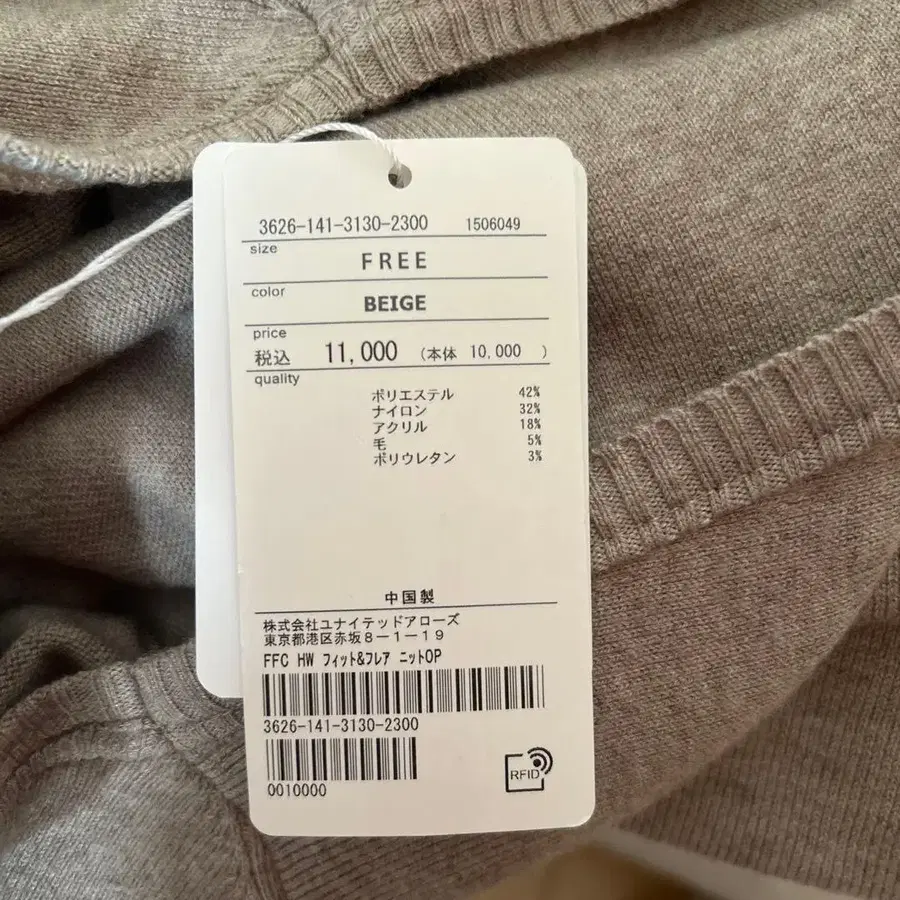 3626-141-3130-2300 1506049
size
FREE
color
BEIGE
price
税込 11,000 (本体 10,000 )
quality
ポリエステル 42%
ナイロン 32%
アクリル 18%
毛 5%
ポリウレタン 3%
中国製
株式会社ユナイテッドアローズ
東京都港区赤坂8-1-19
FFC HW フィット&フレア ニットOP
3626-141-3130-2300
0010000
RFID